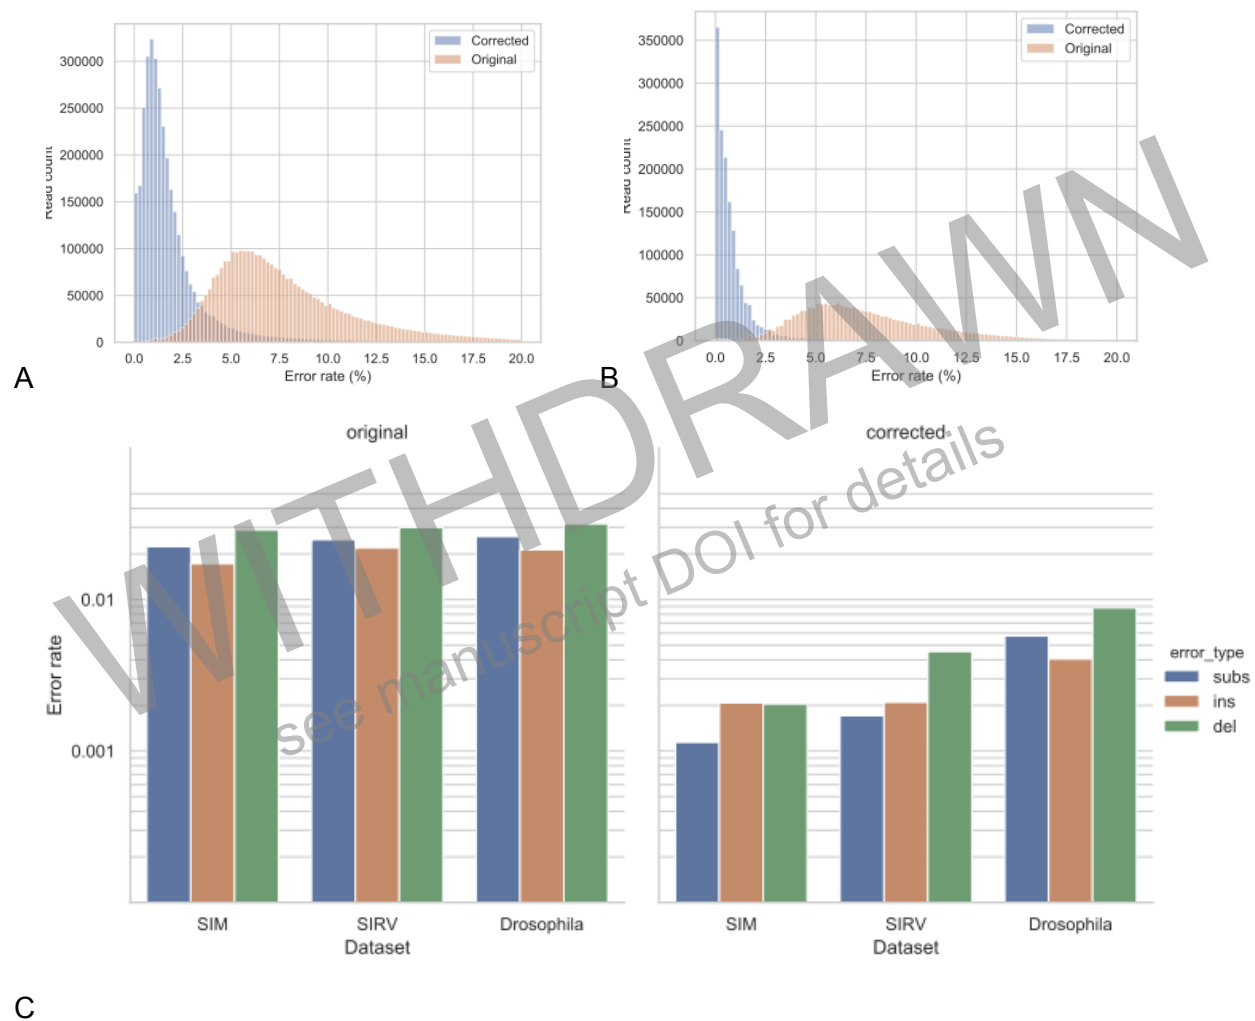 Corrected
Original
300000
250000
200000
150000
100000
50000
0
Read count
0.0 2.5 5.0 7.5 10.0 12.5 15.0 17.5 20.0
Error rate (%)
A
Corrected
Original
350000
300000
250000
200000
150000
100000
50000
0
Read count
0.0 2.5 5.0 7.5 10.0 12.5 15.0 17.5 20.0
Error rate (%)
B
WITHDRAWN
see manuscript DOI for details
original
corrected
0.01
0.001
Error rate
SIM SIRV Drosophila
Dataset
SIM SIRV Drosophila
Dataset
error_type
subs
ins
del
C